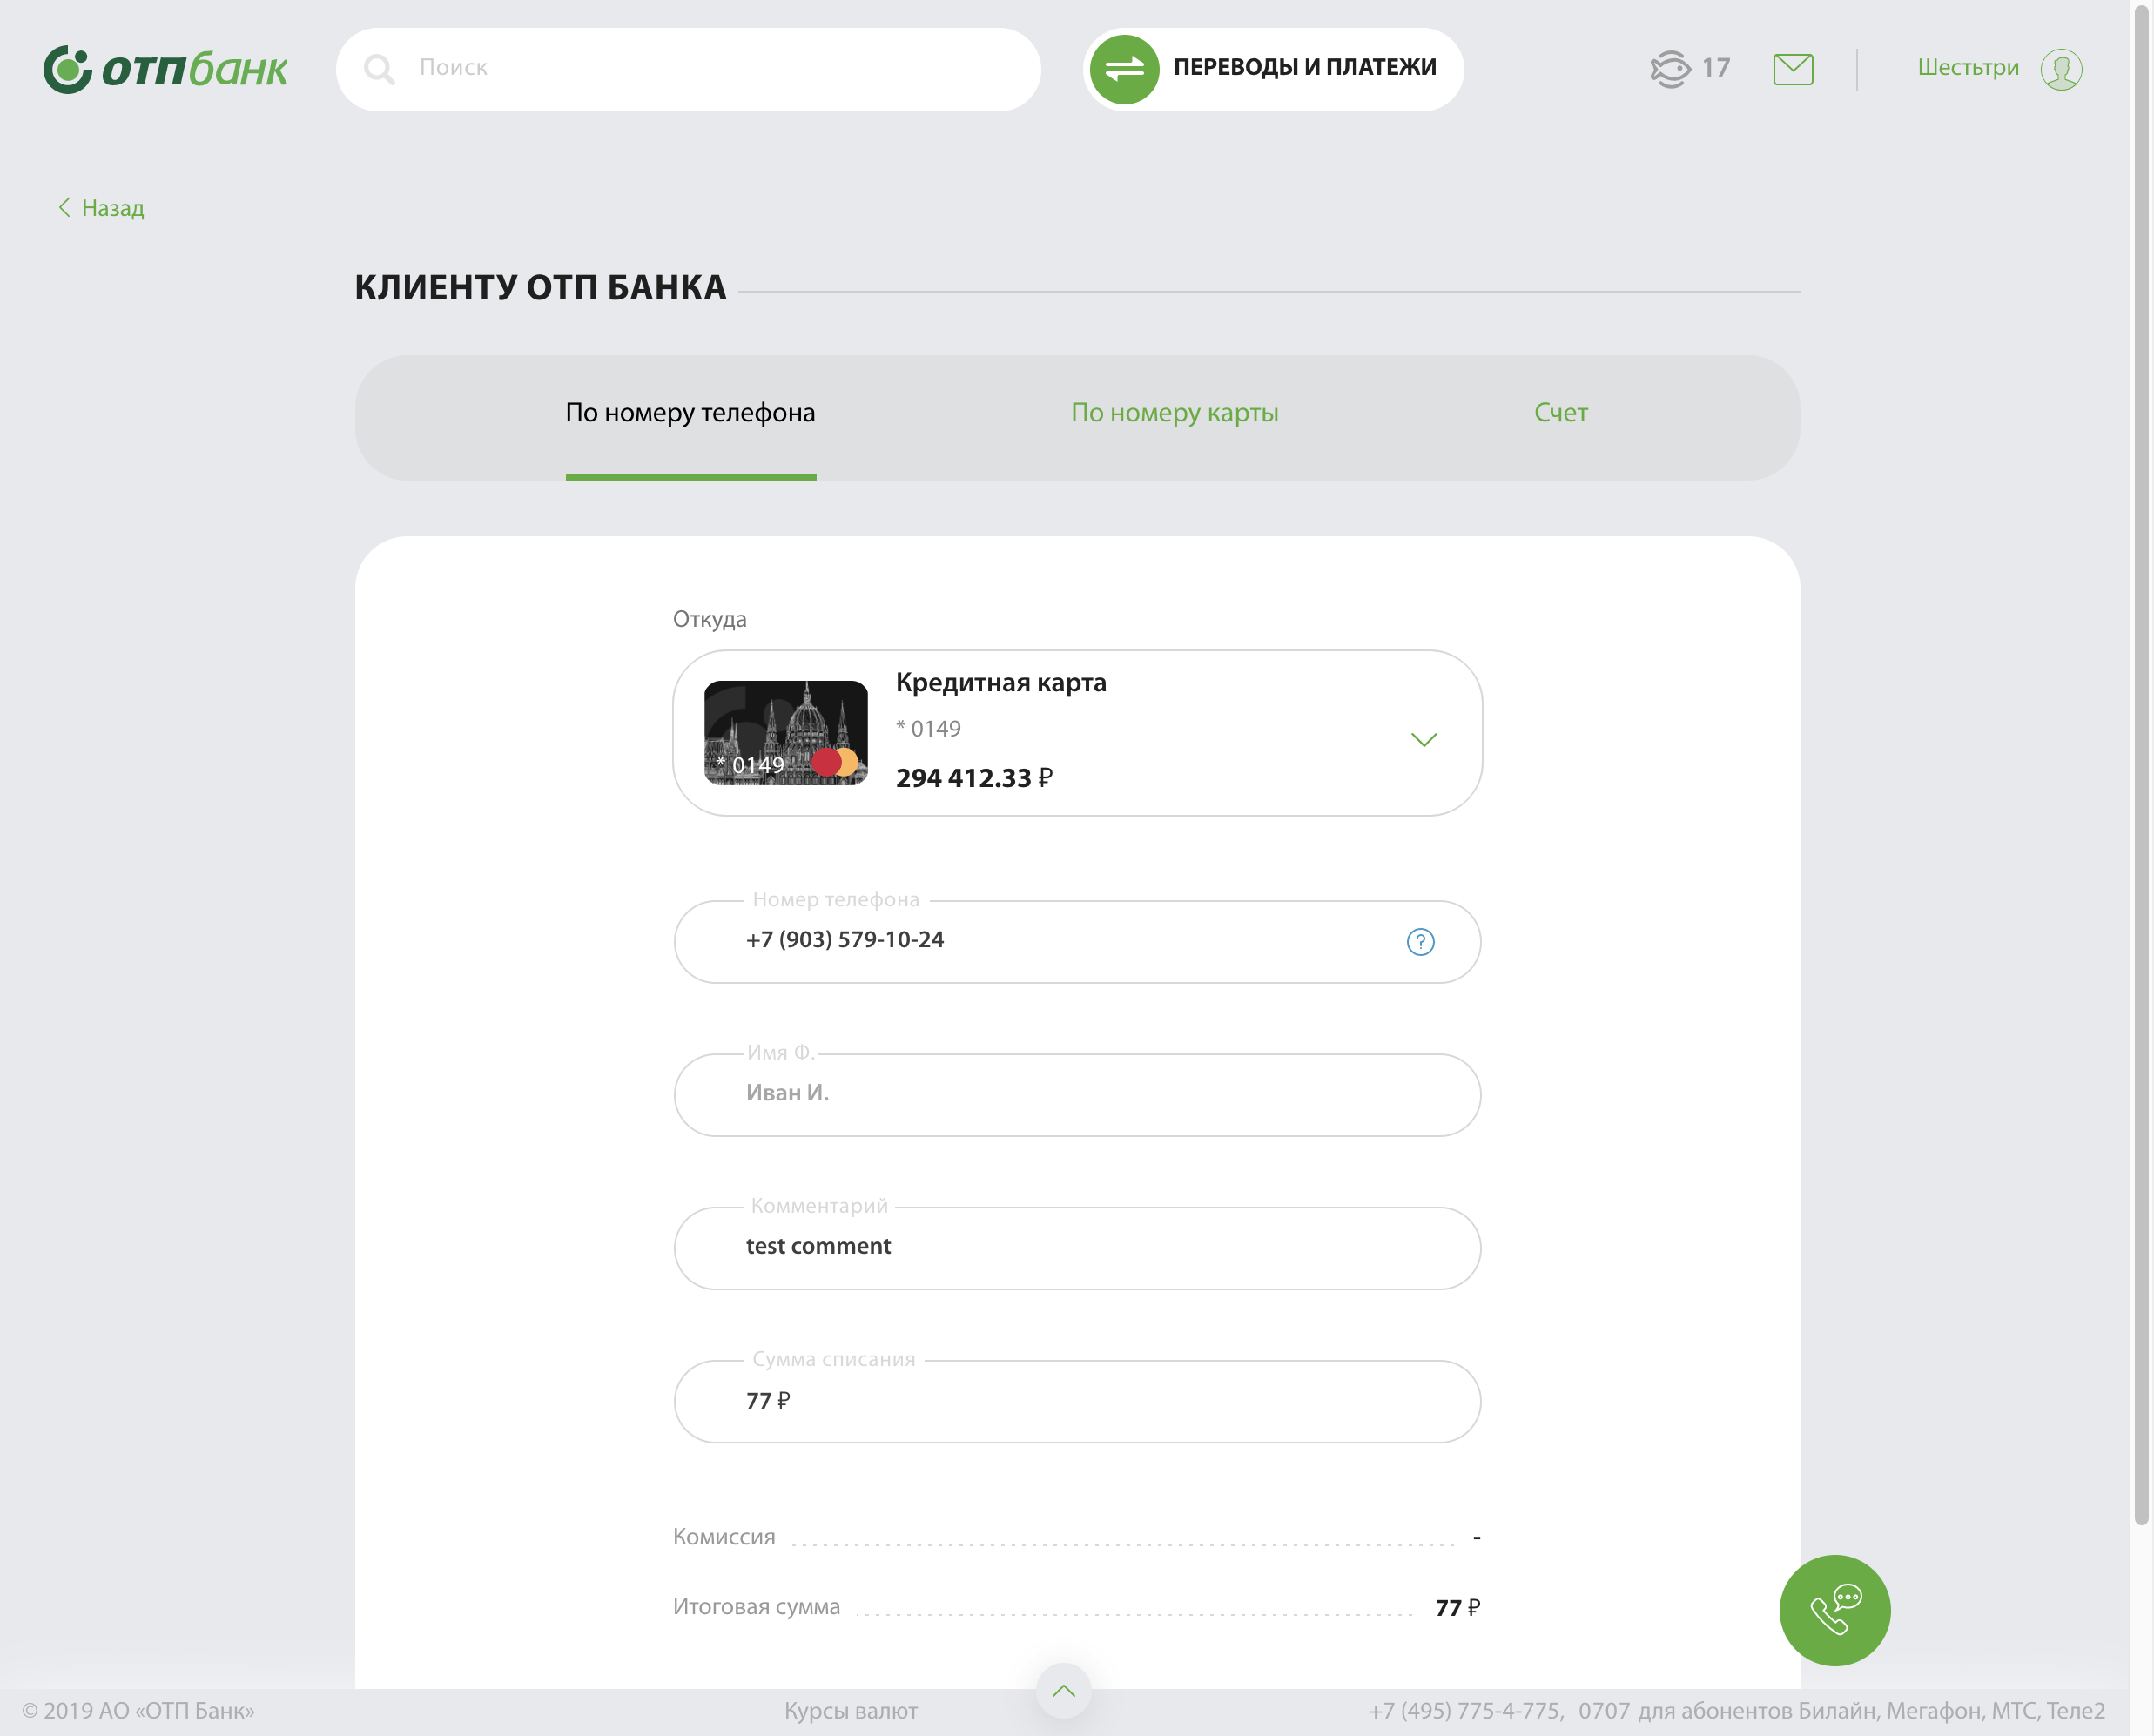 отпбанк
Поиск
ПЕРЕВОДЫ И ПЛАТЕЖИ
17
Шестьтри
Назад
КЛИЕНТУ ОТП БАНКА
По номеру телефона
По номеру карты
Счет
Откуда
Кредитная карта
* 0149
* 0149
294 412.33 ₽
Номер телефона
+7 (903) 579-10-24
?
Имя Ф.
Иван И.
Комментарий
test comment
Сумма списания
77 ₽
Комиссия -
Итоговая сумма 77 ₽
© 2019 АО «ОТП Банк»
Курсы валют
+7 (495) 775-4-775, 0707 для абонентов Билайн, Мегафон, МТС, Теле2